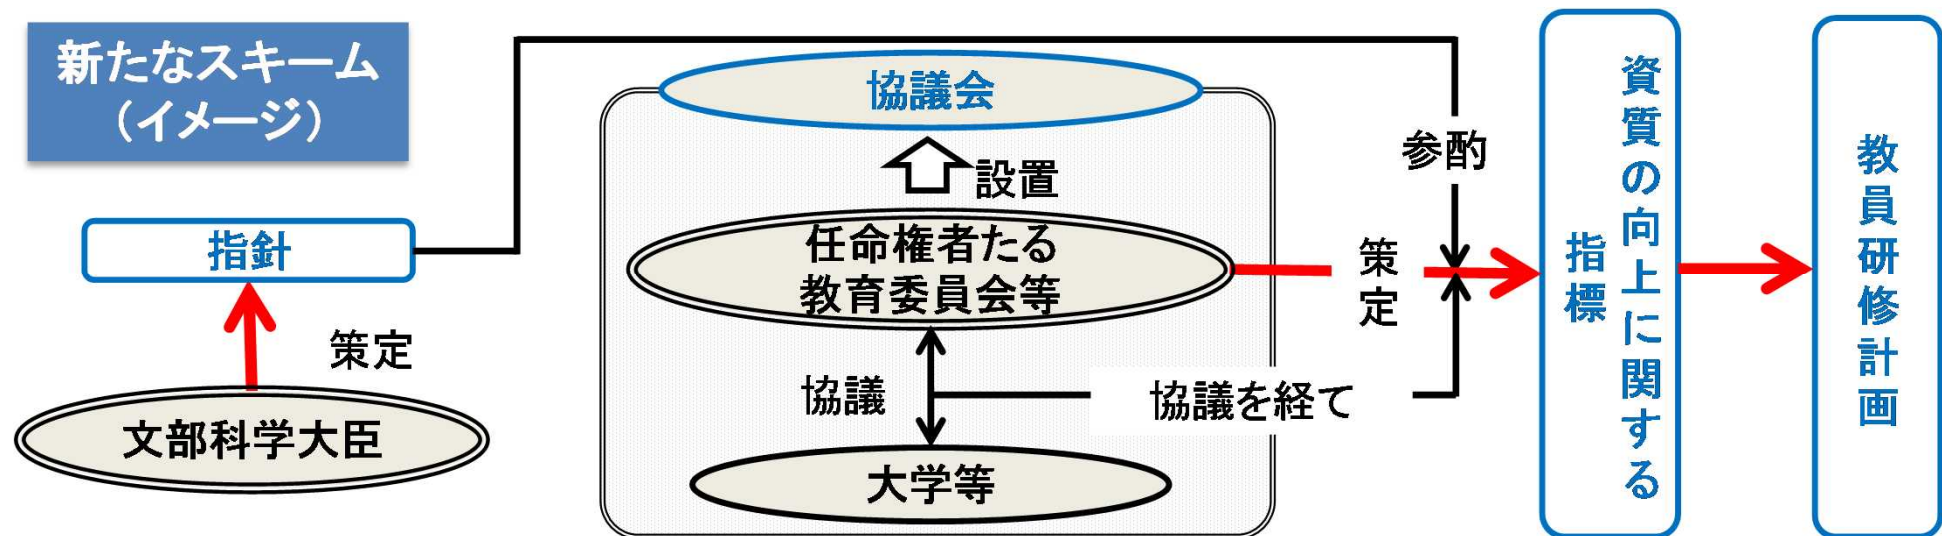 新たなスキーム
（イメージ）
指針
策定
文部科学大臣
協議会
設置
任命権者たる
教育委員会等
協議
大学等
協議を経て
参酌
策定
資質の向上に関する
指標
教員研修計画